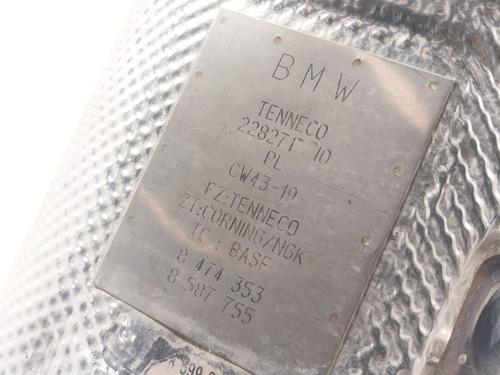 BMW
TENNECO
PL
CW43-19
FZ:TENNECO
ZT:CORNING/NGK
TC : BASF
8 474 353
8 587 755